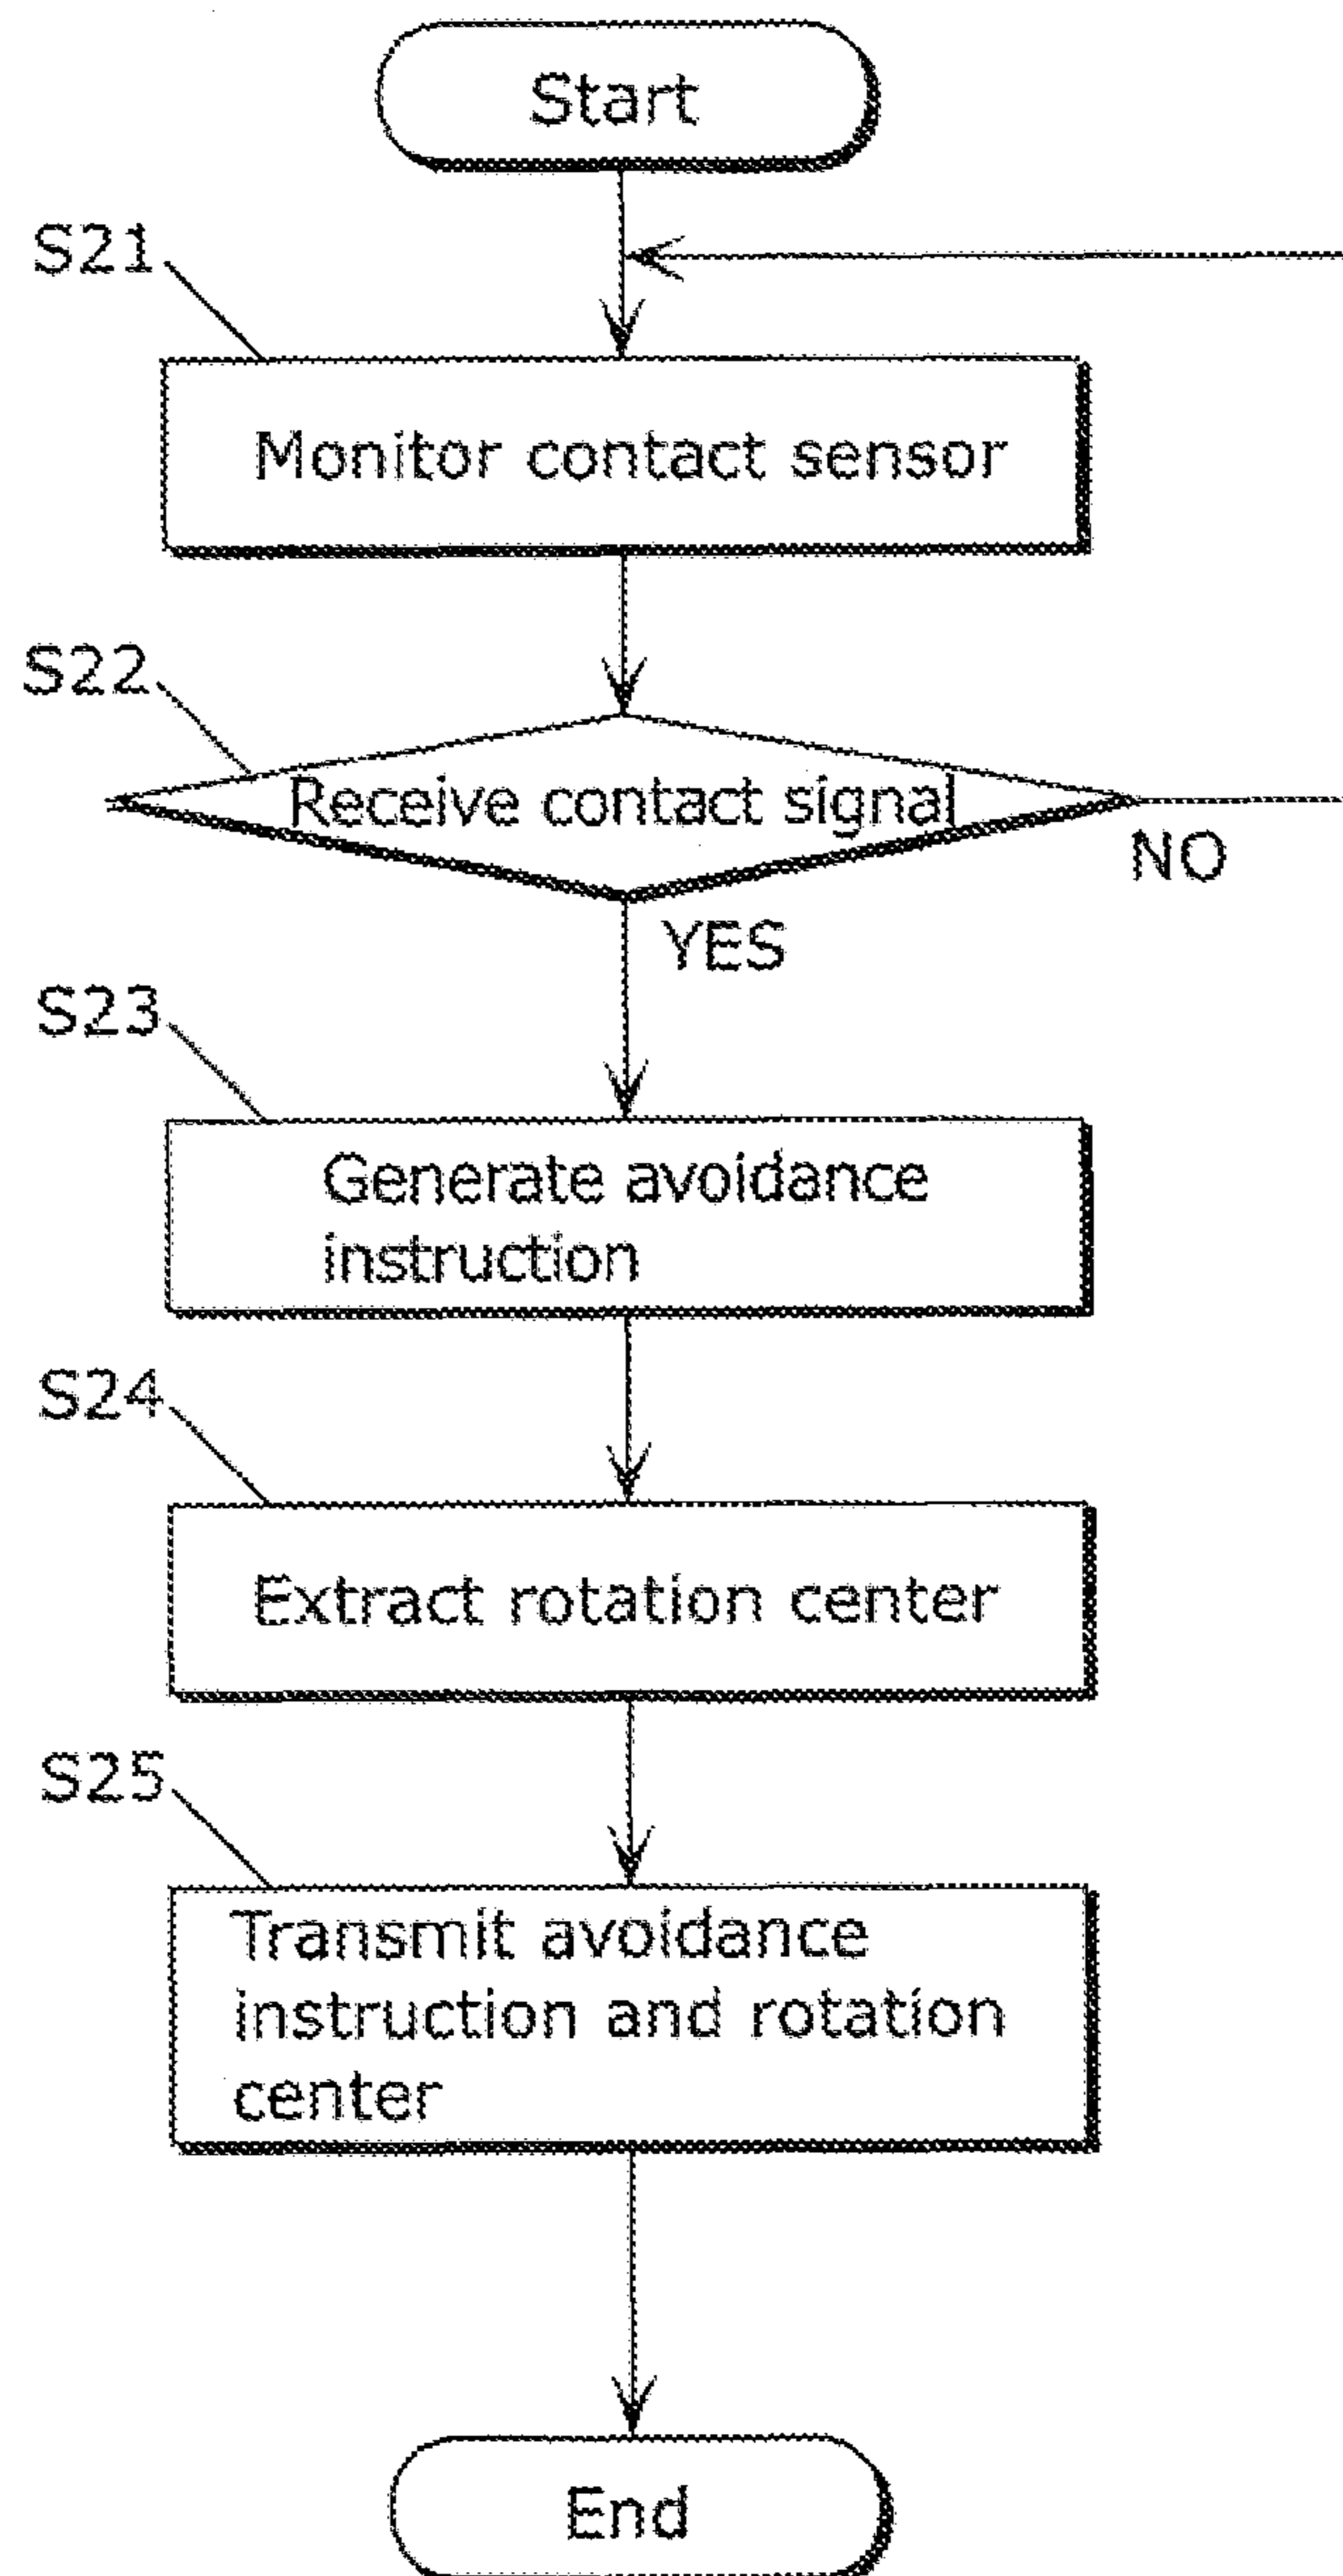 Start
S21
Monitor contact sensor
S22
Receive contact signal
NO
YES
S23
Generate avoidance
instruction
S24
Extract rotation center
S25
Transmit avoidance
instruction and rotation
center
End